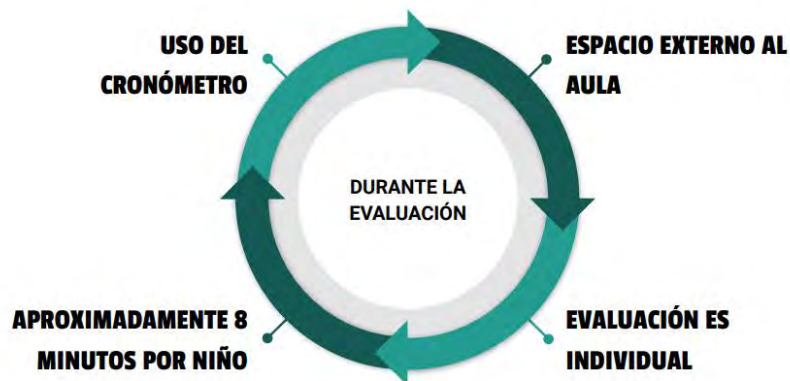 USO DEL
CRONÓMETRO
ESPACIO EXTERNO AL
AULA
DURANTE LA
EVALUACIÓN
APROXIMADAMENTE 8
MINUTOS POR NIÑO
EVALUACIÓN ES
INDIVIDUAL